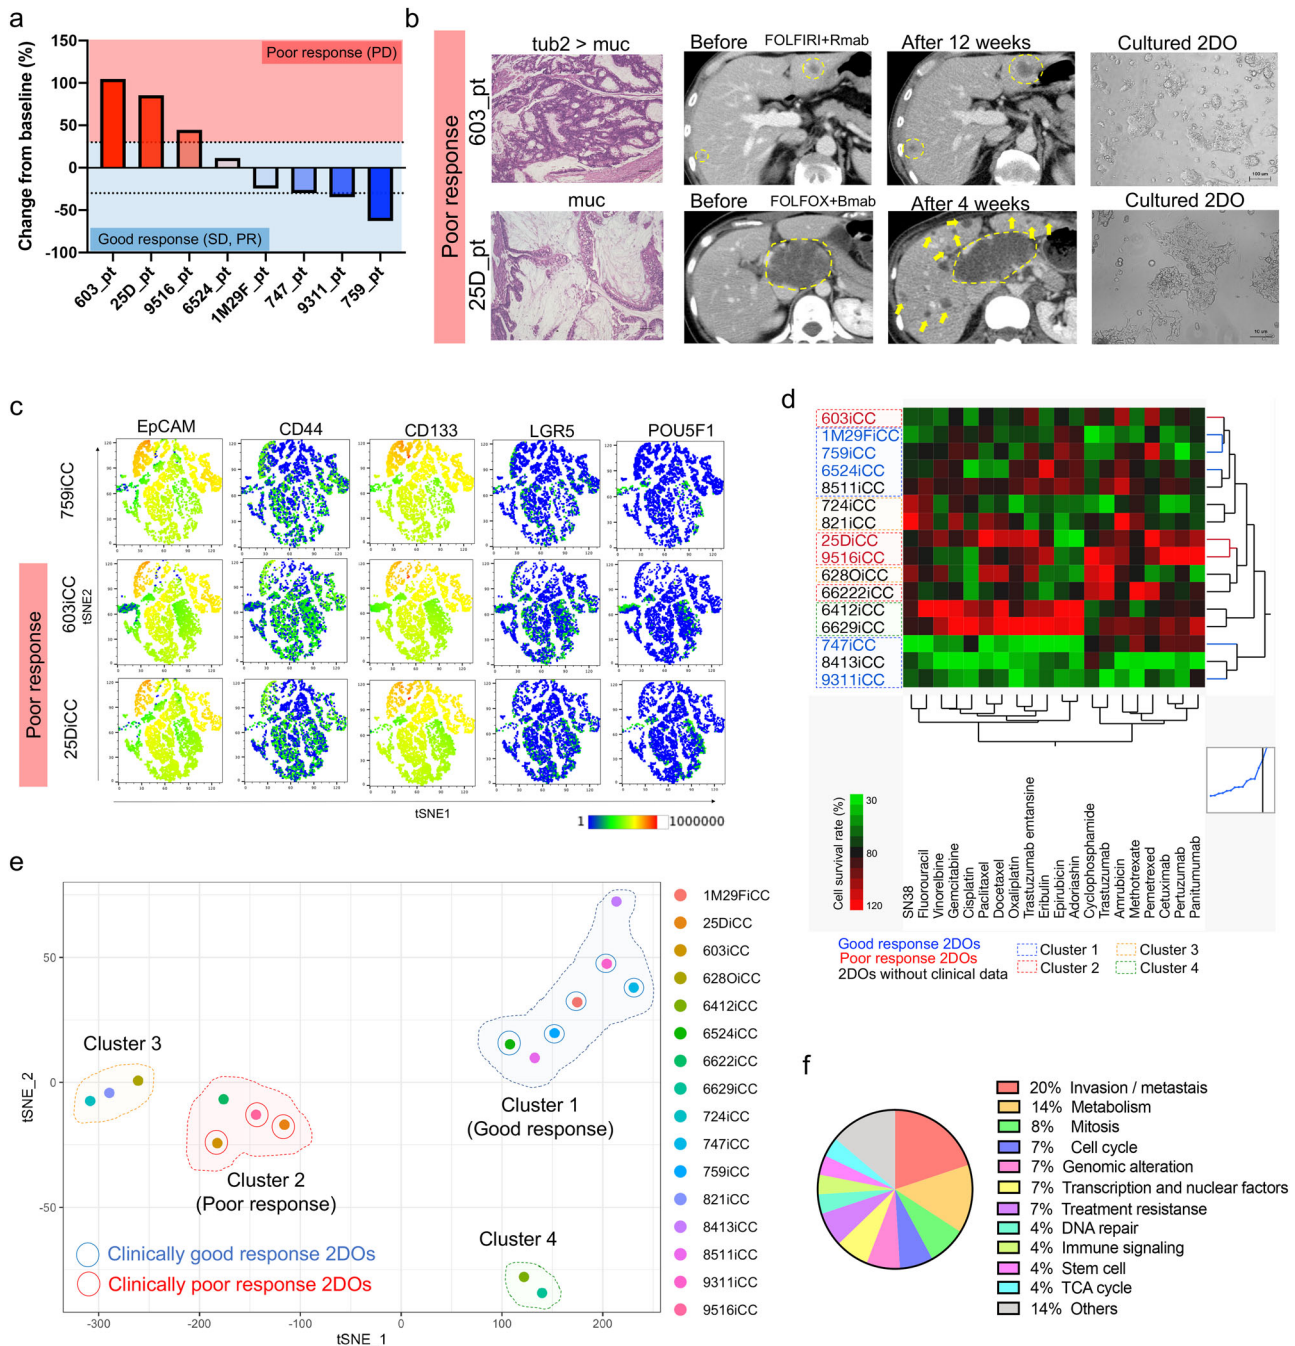 a
150
100
50
0
-50
-100
Change from baseline (%)
Poor response (PD)
Good response (SD, PR)
603_pt
25D_pt
9516_pt
6524_pt
1M29F_pt
747_pt
9311_pt
759_pt
b
Poor response
603_pt
25D_pt
tub2 > muc
Before
FOLFIRI+Rmab
After 12 weeks
Cultured 2DO
100 um
muc
Before
FOLFOX+Bmab
After 4 weeks
Cultured 2DO
c
EpCAM
CD44
CD133
LGR5
POU5F1
759iCC
Poor response
603iCC
25DiCC
tSNE2
tSNE1
1
1000000
d
603iCC
1M29FiCC
759iCC
6524iCC
8511iCC
724iCC
821iCC
25DiCC
9516iCC
628OiCC
66222iCC
6412iCC
6629iCC
747iCC
8413iCC
9311iCC
Cell survival rate (%)
30
80
120
SN38
Fluorouracil
Vinorelbine
Gemcitabine
Cisplatin
Paclitaxel
Docetaxel
Oxaliplatin
Trastuzumab emtansine
Eribulin
Epirubicin
Adoriashin
Cyclophosphamide
Trastuzumab
Amrubicin
Methotrexate
Pemetrexed
Cetuximab
Pertuzumab
Panitumumab
Good response 2DOs
Poor response 2DOs
2DOs without clinical data
Cluster 1
Cluster 2
Cluster 3
Cluster 4
e
tSNE_2
50
0
-50
-300
-200
-100
0
100
200
tSNE_1
Cluster 3
Cluster 2
(Poor response)
Cluster 1
(Good response)
Cluster 4
Clinically good response 2DOs
Clinically poor response 2DOs
1M29FiCC
25DiCC
603iCC
628OiCC
6412iCC
6524iCC
6622iCC
6629iCC
724iCC
747iCC
759iCC
821iCC
8413iCC
8511iCC
9311iCC
9516iCC
f
20% Invasion / metastais
14% Metabolism
8% Mitosis
7% Cell cycle
7% Genomic alteration
7% Transcription and nuclear factors
7% Treatment resistanse
4% DNA repair
4% Immune signaling
4% Stem cell
4% TCA cycle
14% Others